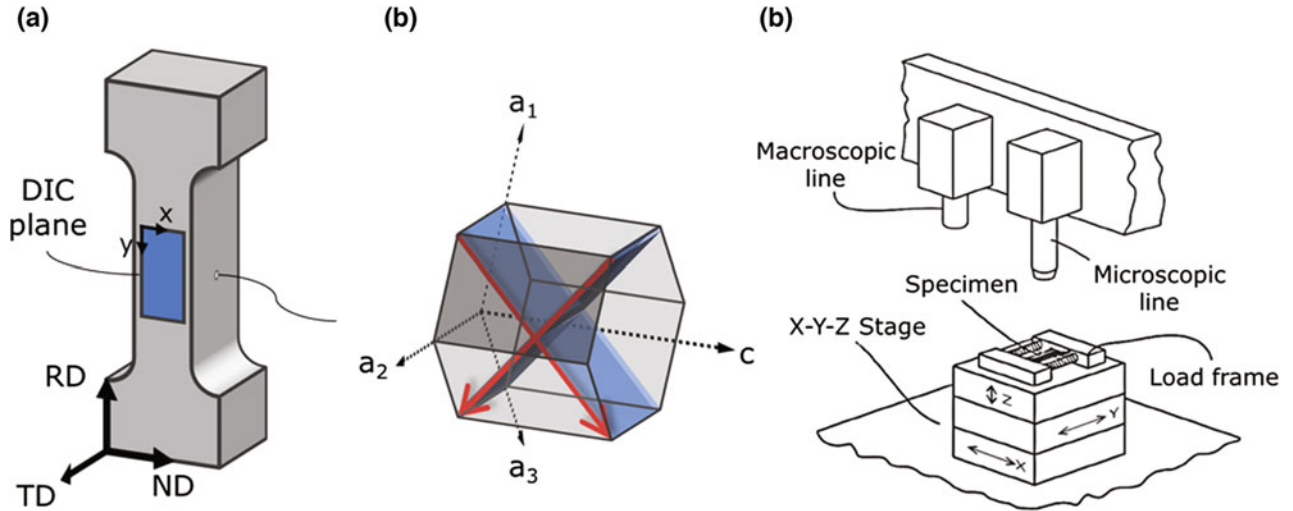 (a)
DIC
plane
x
y
RD
TD
ND
(b)
a1
a2
a3
c
(b)
Macroscopic
line
Microscopic
line
Specimen
X-Y-Z Stage
Load frame
Z
Y
X